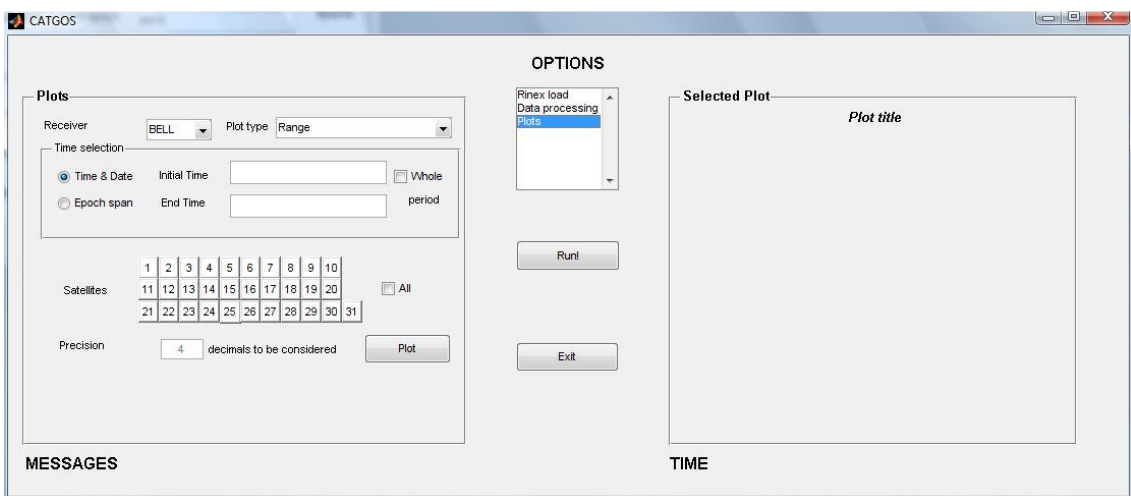 CATGOS
OPTIONS
Plots
Receiver BELL Plot type Range
Time selection
Time & Date Initial Time Whole
Epoch span End Time period
1 2 3 4 5 6 7 8 9 10
Satellites 11 12 13 14 15 16 17 18 19 20 All
21 22 23 24 25 26 27 28 29 30 31
Precision 4 decimals to be considered Plot
Rinex load
Data processing
Plots
Run!
Exit
Selected Plot
Plot title
MESSAGES
TIME